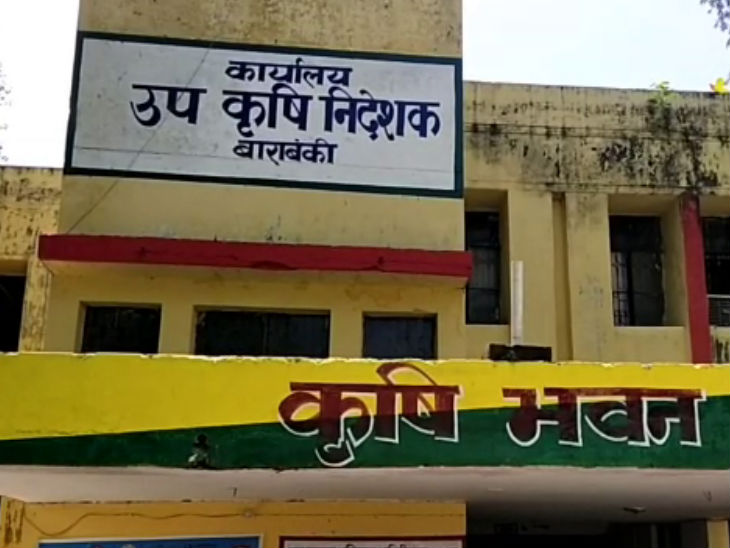 कार्यालय
उप कृषि निदेशक
बाराबंकी
कृषि भवन